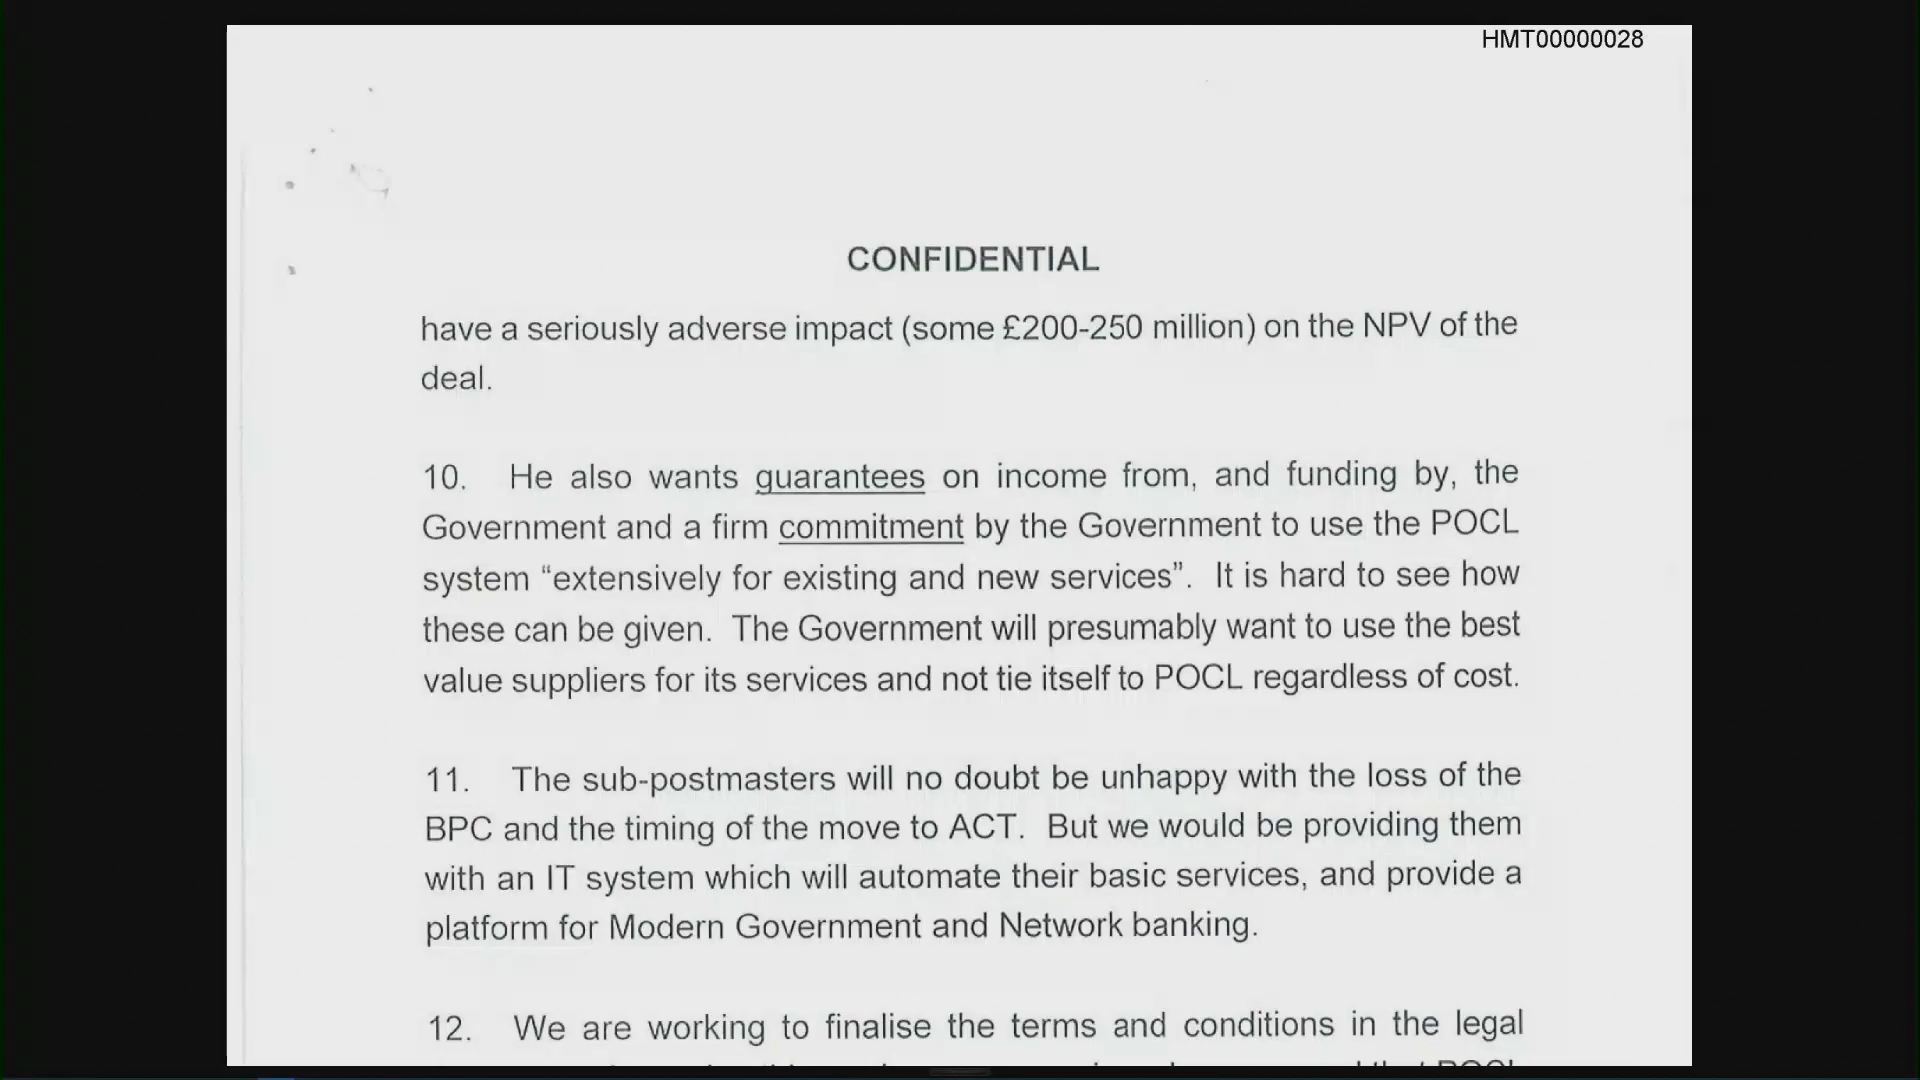 HMT00000028
CONFIDENTIAL
have a seriously adverse impact (some £200-250 million) on the NPV of the
deal.
10. He also wants guarantees on income from, and funding by, the
Government and a firm commitment by the Government to use the POCL
system “extensively for existing and new services”. It is hard to see how
these can be given. The Government will presumably want to use the best
value suppliers for its services and not tie itself to POCL regardless of cost.
11. The sub-postmasters will no doubt be unhappy with the loss of the
BPC and the timing of the move to ACT. But we would be providing them
with an IT system which will automate their basic services, and provide a
platform for Modern Government and Network banking.
12. We are working to finalise the terms and conditions in the legal